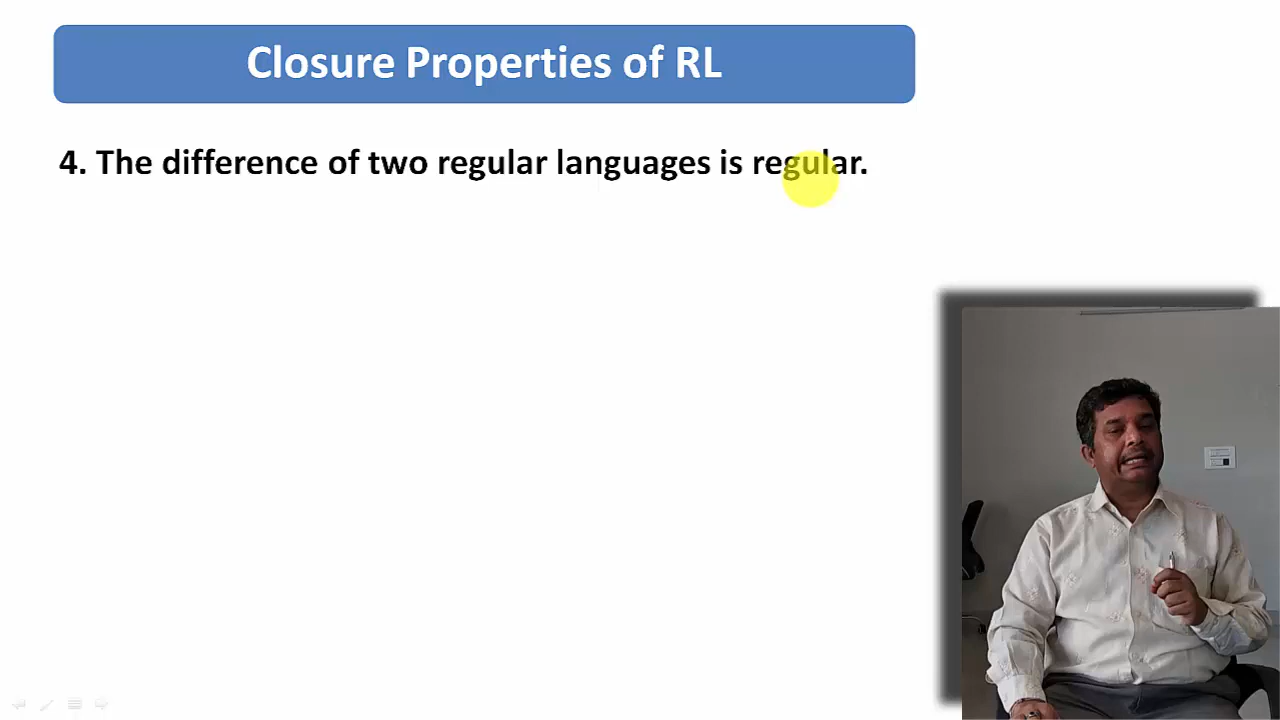 Closure Properties of RL
4. The difference of two regular languages is regular.